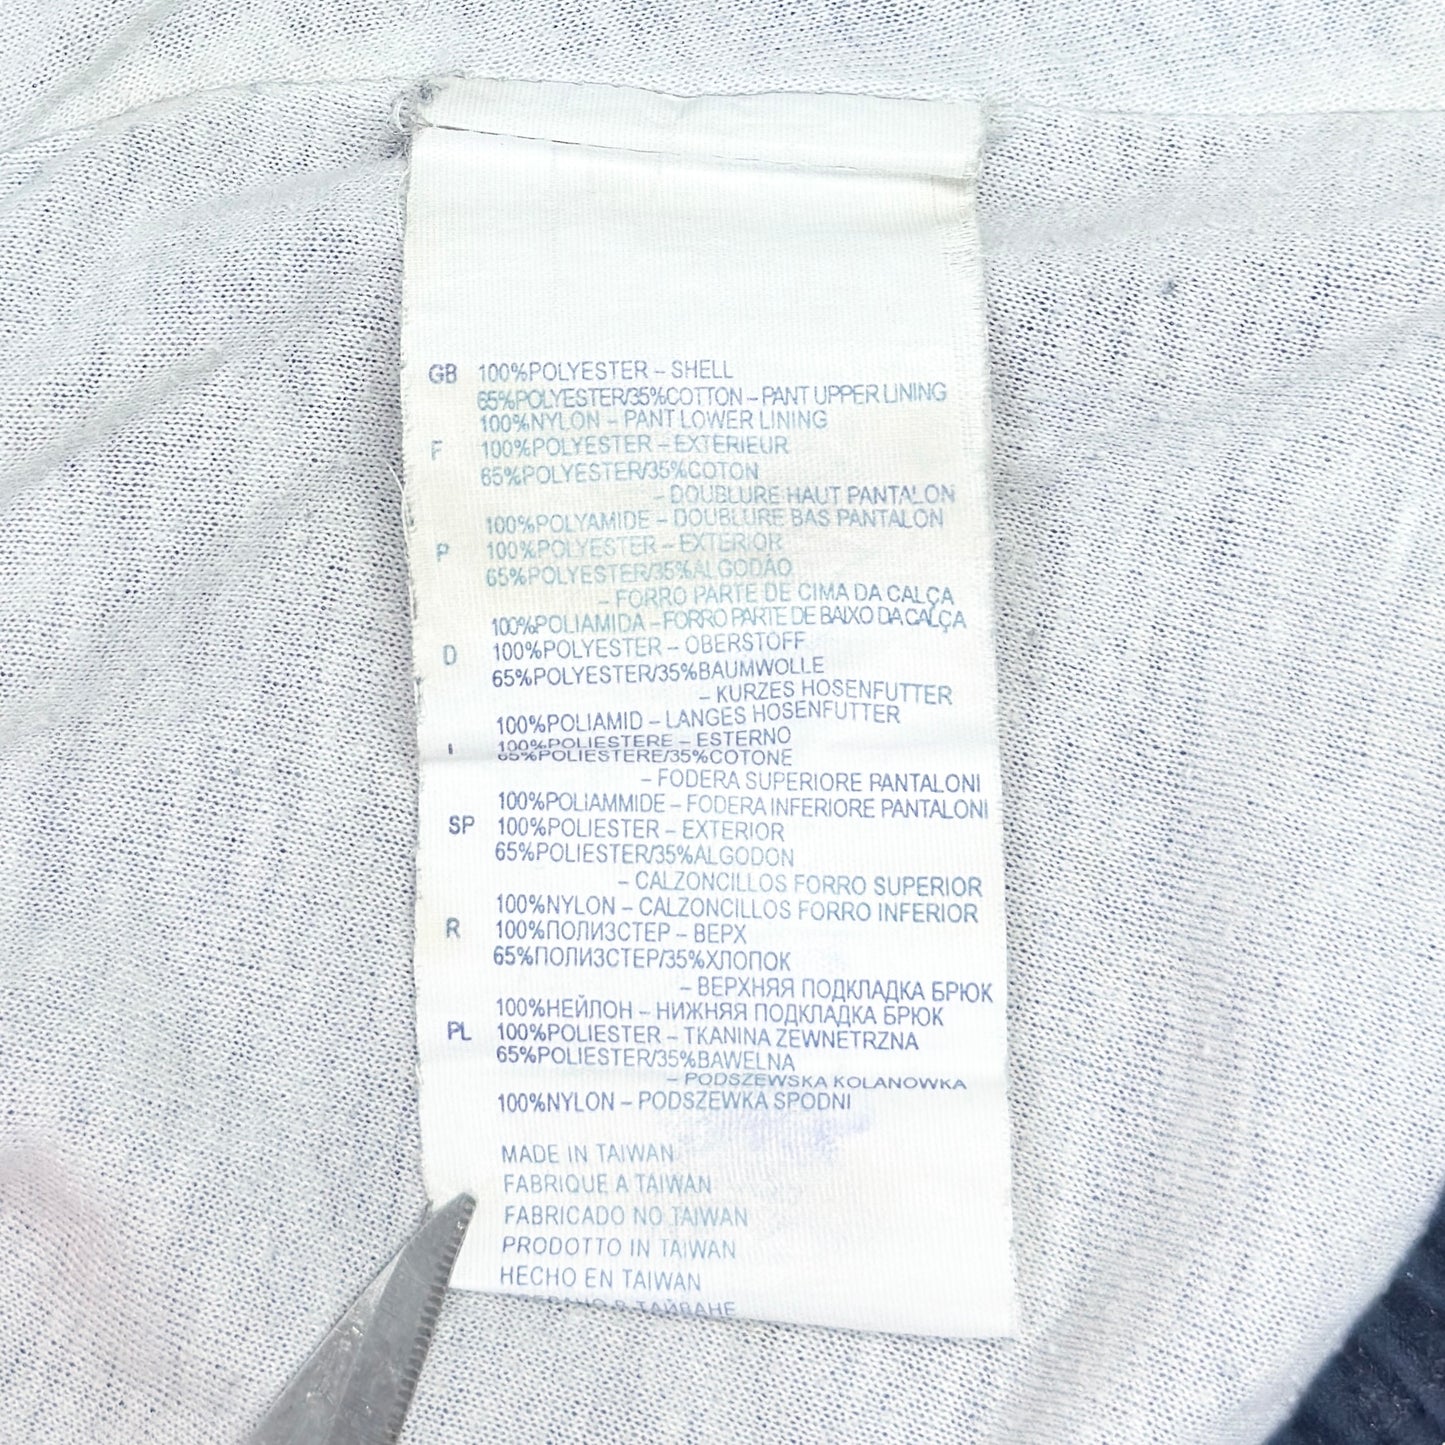 GB 100%POLYESTER – SHELL
65%POLYESTER/35%COTTON – PANT UPPER LINING
100%NYLON – PANT LOWER LINING
F 100%POLYESTER – EXTERIEUR
65%POLYESTER/35%COTON
– DOUBLURE HAUT PANTALON
100%POLYAMIDE – DOUBLURE BAS PANTALON
P 100%POLYESTER – EXTERIOR
65%POLYESTER/35%ALGODÃO
– FORRO PARTE DE CIMA DA CALÇA
100%POLIAMIDA – FORRO PARTE DE BAIXO DA CALÇA
D 100%POLYESTER – OBERSTOFF
65%POLYESTER/35%BAUMWOLLE
– KURZES HOSENFUTTER
100%POLIAMID – LANGES HOSENFUTTER
I 100%POLIESTERE – ESTERNO
65%POLIESTERE/35%COTONE
– FODERA SUPERIORE PANTALONI
100%POLIAMMIDE – FODERA INFERIORE PANTALONI
SP 100%POLIESTER – EXTERIOR
65%POLIESTER/35%ALGODON
– CALZONCILLOS FORRO SUPERIOR
100%NYLON – CALZONCILLOS FORRO INFERIOR
R 100%ПОЛИЗСТЕР – ВЕРХ
65%ПОЛИЗСТЕР/35%ХЛОПОК
– ВЕРХНЯЯ ПОДКЛАДКА БРЮК
100%НЕЙЛОН – НИЖНЯЯ ПОДКЛАДКА БРЮК
PL 100%POLIESTER – TKANINA ZEWNETRZNA
65%POLIESTER/35%BAWELNA
– PODSZEWSKA KOLANOWKA
100%NYLON – PODSZEWKA SPODNI
MADE IN TAIWAN
FABRIQUE A TAIWAN
FABRICADO NO TAIWAN
PRODOTTO IN TAIWAN
HECHO EN TAIWAN
В ТАЙВАНЕ